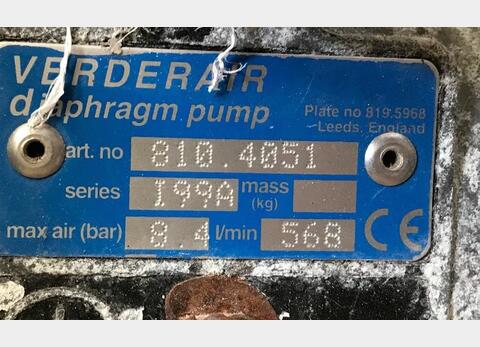 VERDERAIR
diaphragm pump
Plate no 819.5968
Leeds, England
art. no 810.4051
series I99A mass (kg)
max air (bar) 8.4 l/min 568 CE